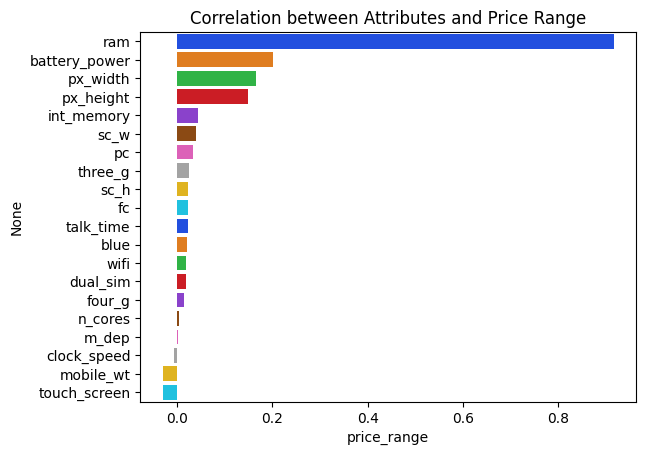 Correlation between Attributes and Price Range
ram
battery_power
px_width
px_height
int_memory
sc_w
pc
three_g
sc_h
fc
talk_time
blue
wifi
dual_sim
four_g
n_cores
m_dep
clock_speed
mobile_wt
touch_screen
None
0.0 0.2 0.4 0.6 0.8
price_range